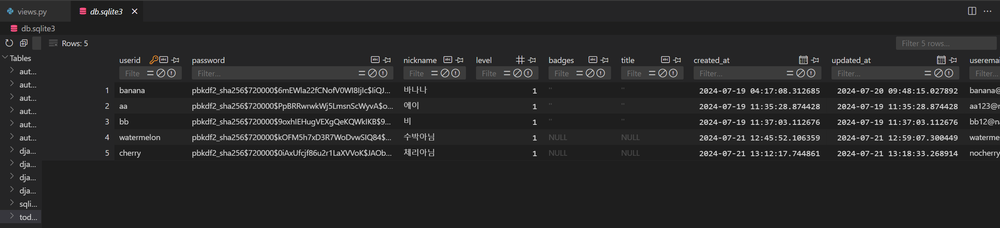 views.py db.sqlite3
db.sqlite3
Rows: 5 Filter 5 rows...
Tables
aut...
aut...
aut...
aut...
aut...
aut...
dja...
dja...
dja...
dja...
sqli...
tod...
userid password nickname level badges title created_at updated_at useremai
Filte Filter... Filte Filte Filte Filte Filter... Filter... Filter...
1 banana pbkdf2_sha256$720000$6mEWla22fCNofV0WI8IjIc$IiQJ... 바나나 1 '' '' 2024-07-19 04:17:08.312685 2024-07-20 09:48:15.027892 banana@
2 aa pbkdf2_sha256$720000$PpBRRwrwkWj5LmsnScWyvA$o... 에이 1 '' '' 2024-07-19 11:35:28.874428 2024-07-19 11:35:28.874428 aa123@n
3 bb pbkdf2_sha256$720000$9oxhIEHugVEXgQeKQWkIKB$9... 비 1 '' '' 2024-07-19 11:37:03.112676 2024-07-19 11:37:03.112676 bb12@na
4 watermelon pbkdf2_sha256$720000$kOFM5h7xD3R7WoDvwSIQ84$... 수박아님 1 NULL NULL 2024-07-21 12:45:52.106359 2024-07-21 12:59:07.300449 waterme
5 cherry pbkdf2_sha256$720000$0iAxUfcjf86u2r1LaXVVoK$JAOb... 체리아님 1 NULL NULL 2024-07-21 13:12:17.744861 2024-07-21 13:18:33.268914 nocherry